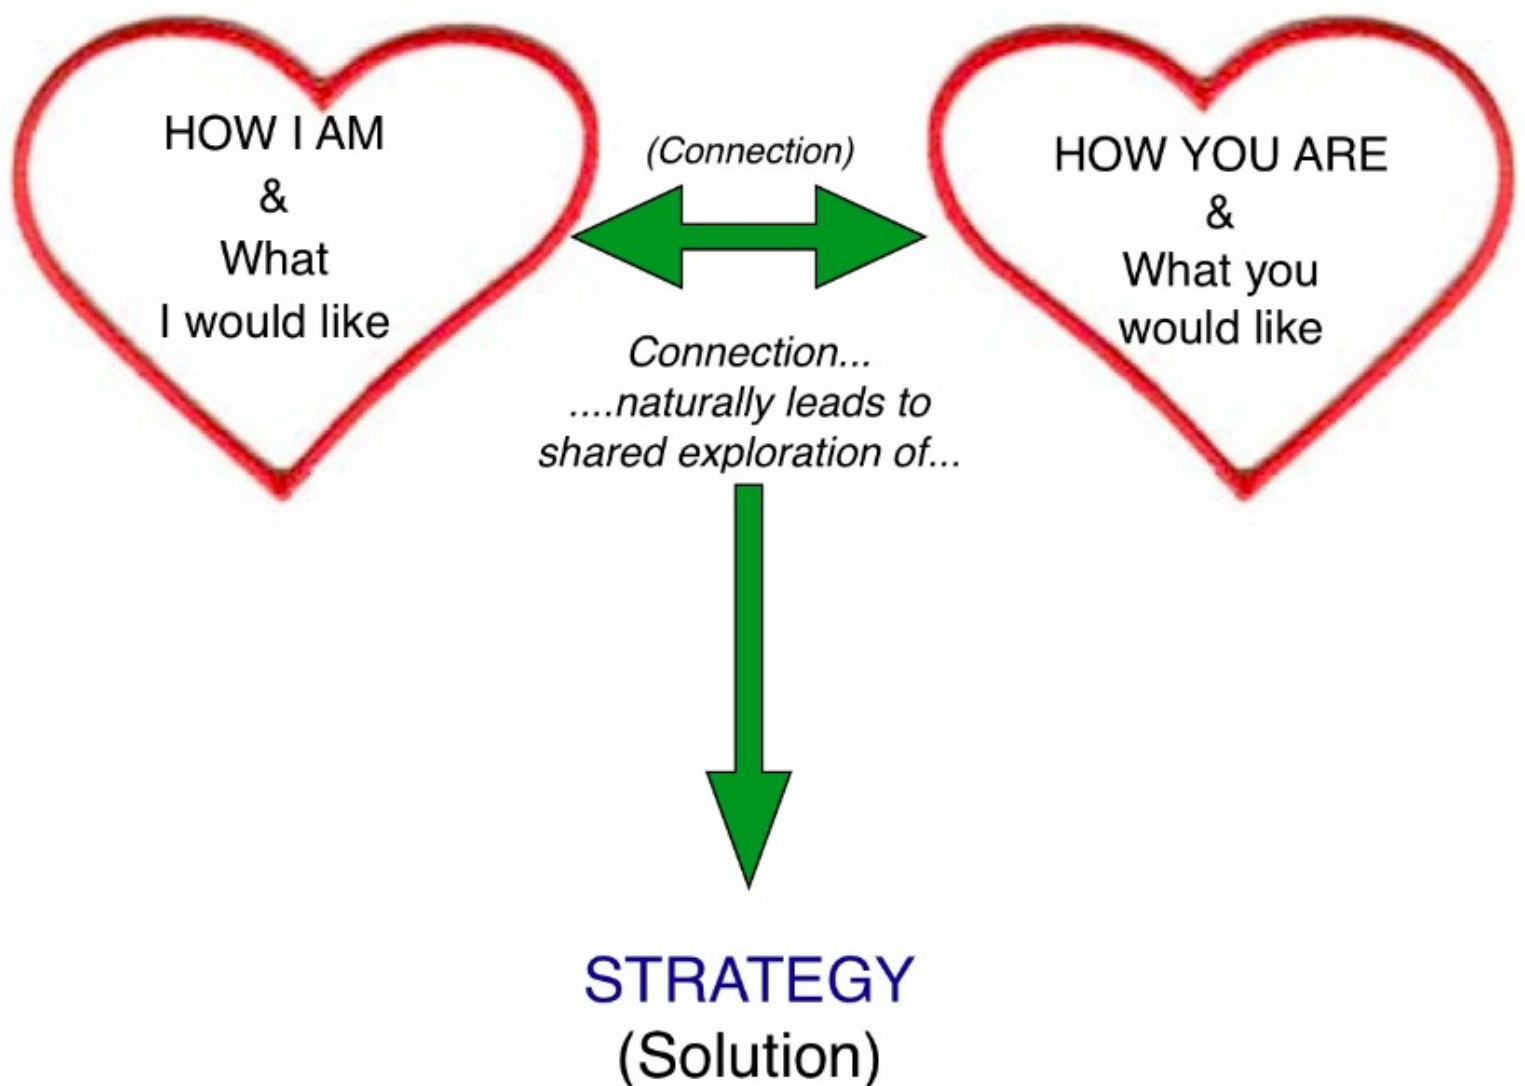 HOW I AM
&
What
I would like
(Connection)
HOW YOU ARE
&
What you
would like
Connection...
....naturally leads to
shared exploration of...
STRATEGY
(Solution)